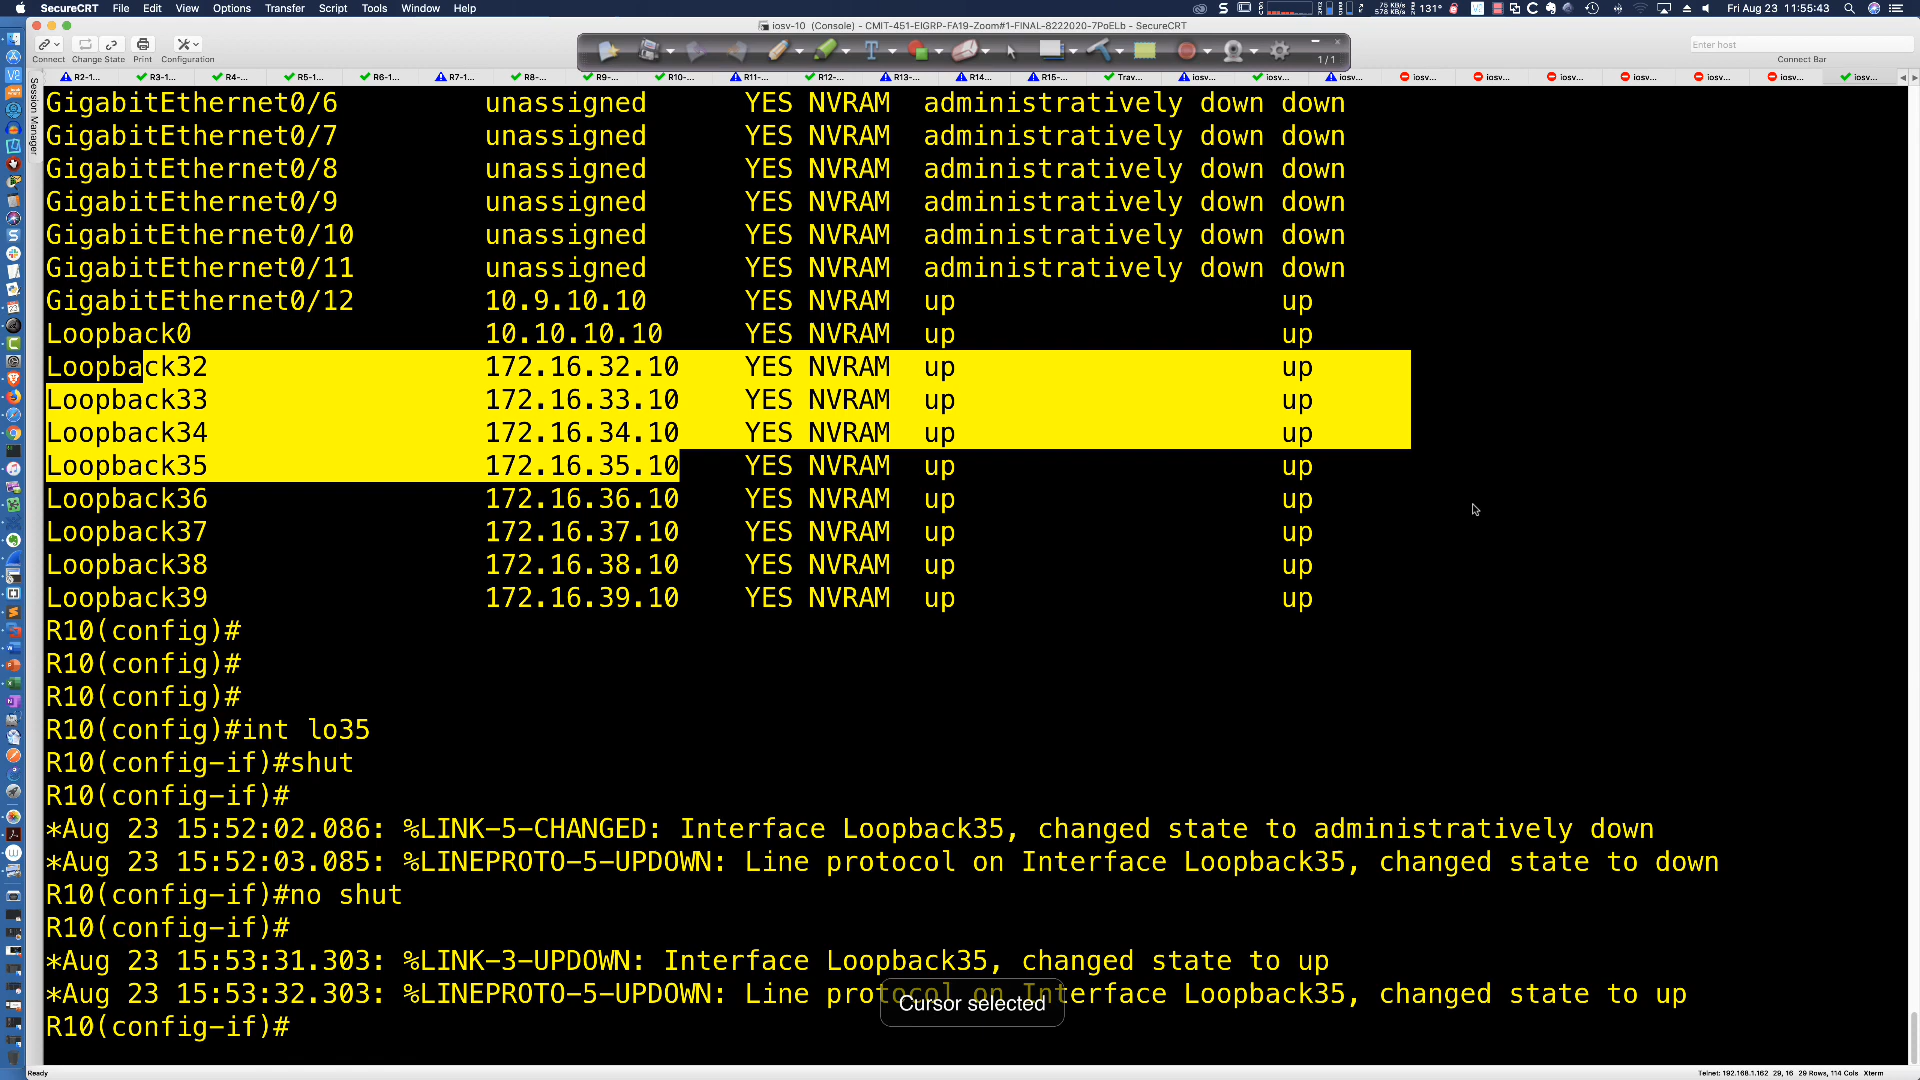 SecureCRT File Edit View Options Transfer Script Tools Window Help 75 KB/s 578 KB/s 131° Fri Aug 23 11:55:43
iosv-10 (Console) — CMIT-451-EIGRP-FA19-Zoom#1-FINAL-8222020-7PoELb — SecureCRT
Connect Change State Print Configuration 1 / 1 Enter host Connect Bar
R2-1... R3-1... R4-... R5-1... R6-1... R7-1... R8-... R9-... R10-... R11-... R12-... R13-... R14... R15-... Trav... iosv... iosv... iosv... iosv... iosv... iosv... iosv... iosv... iosv... iosv...
Session Manager
GigabitEthernet0/6 unassigned YES NVRAM administratively down down
GigabitEthernet0/7 unassigned YES NVRAM administratively down down
GigabitEthernet0/8 unassigned YES NVRAM administratively down down
GigabitEthernet0/9 unassigned YES NVRAM administratively down down
GigabitEthernet0/10 unassigned YES NVRAM administratively down down
GigabitEthernet0/11 unassigned YES NVRAM administratively down down
GigabitEthernet0/12 10.9.10.10 YES NVRAM up up
Loopback0 10.10.10.10 YES NVRAM up up
Loopback32 172.16.32.10 YES NVRAM up up
Loopback33 172.16.33.10 YES NVRAM up up
Loopback34 172.16.34.10 YES NVRAM up up
Loopback35 172.16.35.10 YES NVRAM up up
Loopback36 172.16.36.10 YES NVRAM up up
Loopback37 172.16.37.10 YES NVRAM up up
Loopback38 172.16.38.10 YES NVRAM up up
Loopback39 172.16.39.10 YES NVRAM up up
R10(config)#
R10(config)#
R10(config)#
R10(config)#int lo35
R10(config-if)#shut
R10(config-if)#
*Aug 23 15:52:02.086: %LINK-5-CHANGED: Interface Loopback35, changed state to administratively down
*Aug 23 15:52:03.085: %LINEPROTO-5-UPDOWN: Line protocol on Interface Loopback35, changed state to down
R10(config-if)#no shut
R10(config-if)#
*Aug 23 15:53:31.303: %LINK-3-UPDOWN: Interface Loopback35, changed state to up
*Aug 23 15:53:32.303: %LINEPROTO-5-UPDOWN: Line protocol on Interface Loopback35, changed state to up
Cursor selected
R10(config-if)#
Ready Telnet: 192.168.1.162 29, 16 29 Rows, 114 Cols Xterm